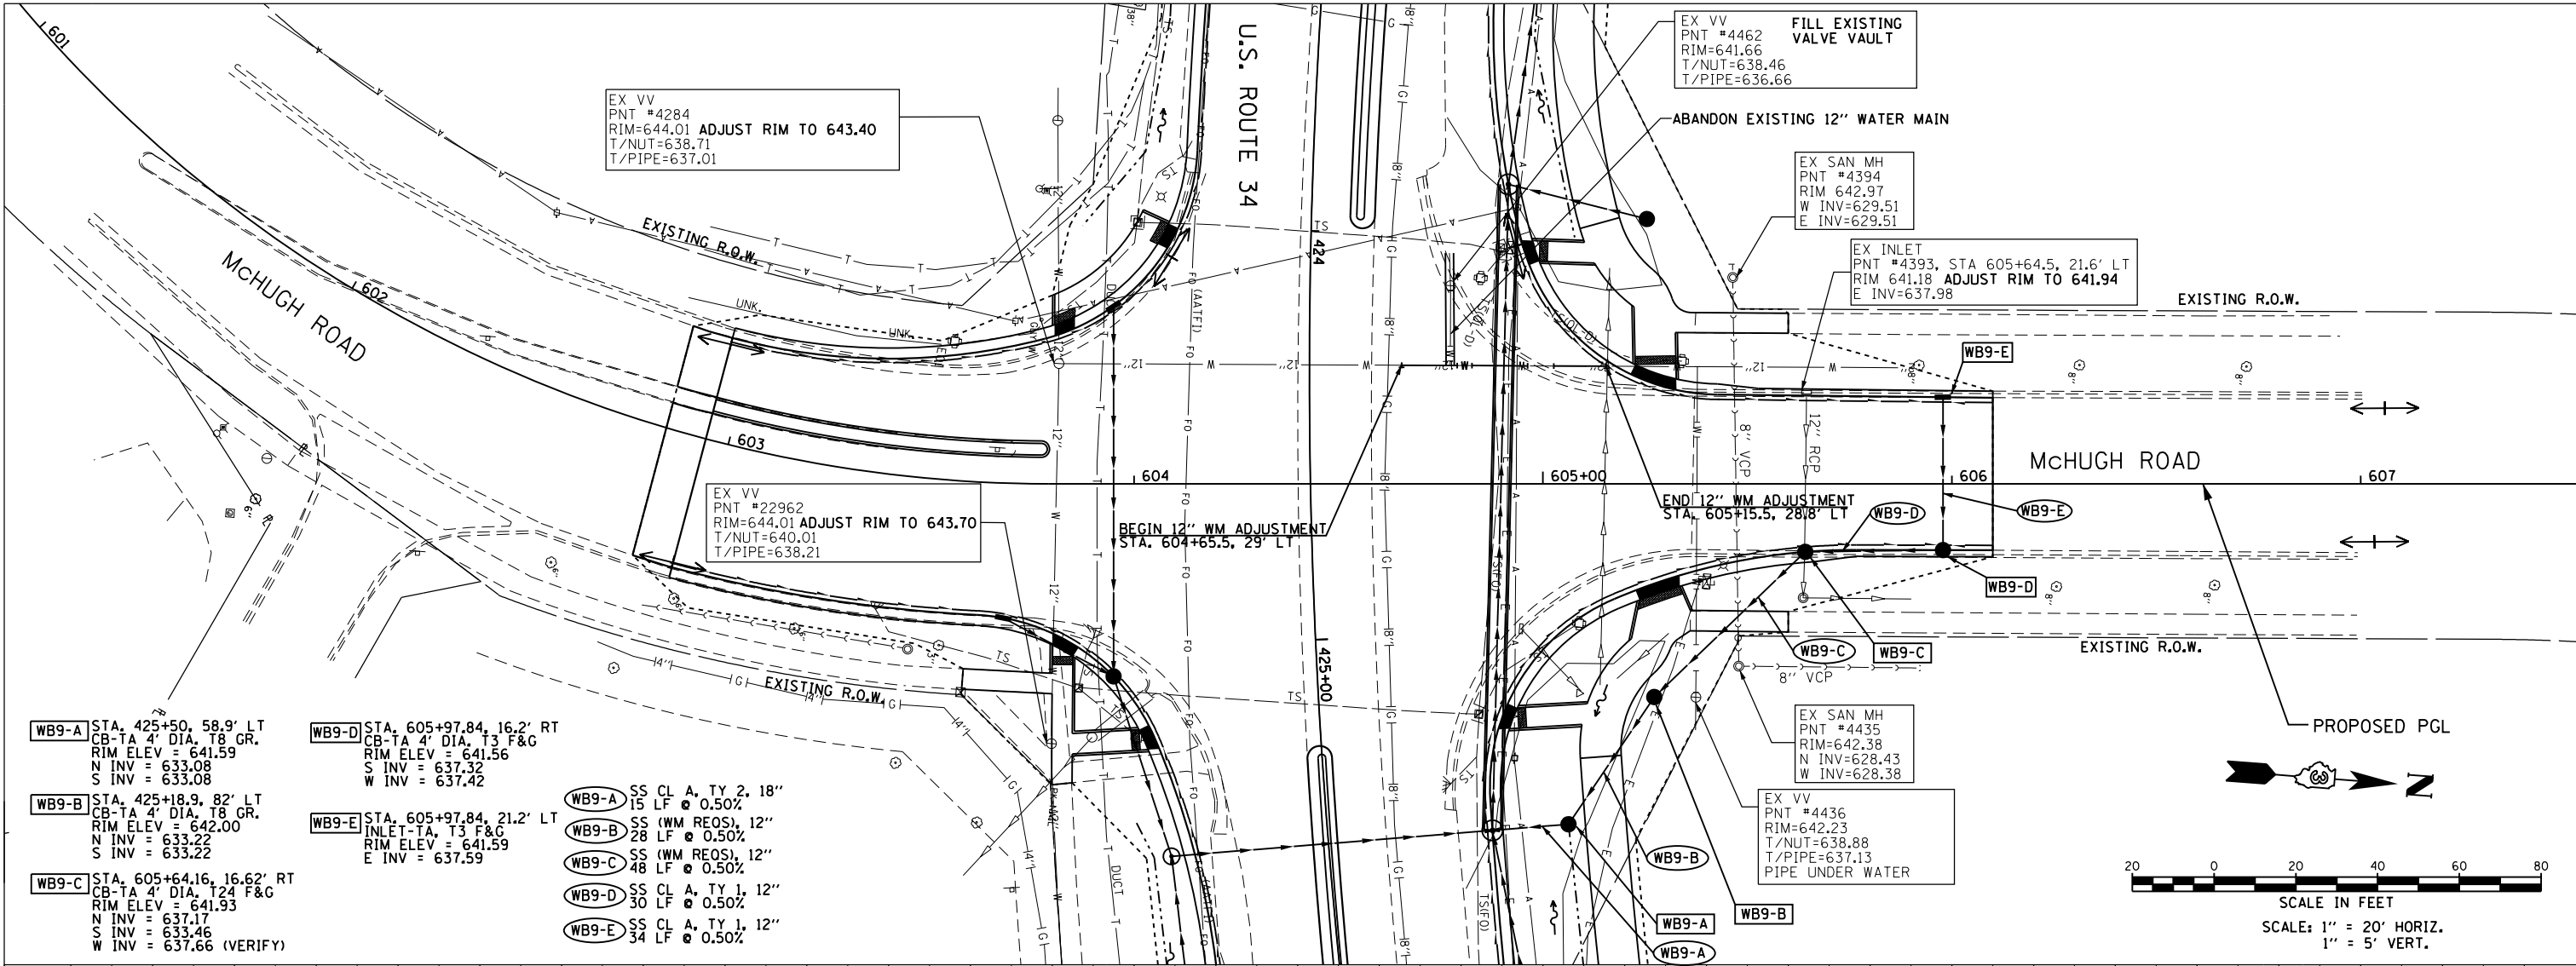 601
602
603
604
605+00
606
607
McHUGH ROAD
McHUGH ROAD
U.S. ROUTE 34
424
425+00
EXISTING R.O.W.
EXISTING R.O.W.
EXISTING R.O.W.
EXISTING R.O.W.
EX VV
PNT #4284
RIM=644.01 ADJUST RIM TO 643.40
T/NUT=638.71
T/PIPE=637.01
EX VV
PNT #4462
RIM=641.66
T/NUT=638.46
T/PIPE=636.66
FILL EXISTING
VALVE VAULT
ABANDON EXISTING 12" WATER MAIN
EX SAN MH
PNT #4394
RIM 642.97
W INV=629.51
E INV=629.51
EX INLET
PNT #4393, STA 605+64.5, 21.6' LT
RIM 641.18 ADJUST RIM TO 641.94
E INV=637.98
EX VV
PNT #22962
RIM=644.01 ADJUST RIM TO 643.70
T/NUT=640.01
T/PIPE=638.21
BEGIN 12" WM ADJUSTMENT
STA. 604+65.5, 29' LT
END 12" WM ADJUSTMENT
STA. 605+15.5, 28.8' LT
WB9-E
WB9-D
WB9-E
WB9-D
WB9-C
WB9-C
8" VCP
12" RCP
8" VCP
EX SAN MH
PNT #4435
RIM=642.38
N INV=628.43
W INV=628.38
EX VV
PNT #4436
RIM=642.23
T/NUT=638.88
T/PIPE=637.13
PIPE UNDER WATER
WB9-B
WB9-B
WB9-A
WB9-A
PROPOSED PGL
N
UNK.
UNK.
DUCT
DUCT
FO (AATFI)
WB9-A STA. 425+50, 58.9' LT
CB-TA 4' DIA. T8 GR.
RIM ELEV = 641.59
N INV = 633.08
S INV = 633.08
WB9-B STA. 425+18.9, 82' LT
CB-TA 4' DIA. T8 GR.
RIM ELEV = 642.00
N INV = 633.22
S INV = 633.22
WB9-C STA. 605+64.16, 16.62' RT
CB-TA 4' DIA. T24 F&G
RIM ELEV = 641.93
N INV = 637.17
S INV = 633.46
W INV = 637.66 (VERIFY)
WB9-D STA. 605+97.84, 16.2' RT
CB-TA 4' DIA. T3 F&G
RIM ELEV = 641.56
S INV = 637.32
W INV = 637.42
WB9-E STA. 605+97.84, 21.2' LT
INLET-TA, T3 F&G
RIM ELEV = 641.59
E INV = 637.59
WB9-A SS CL A, TY 2, 18"
15 LF @ 0.50%
WB9-B SS (WM REQS), 12"
28 LF @ 0.50%
WB9-C SS (WM REQS), 12"
48 LF @ 0.50%
WB9-D SS CL A, TY 1, 12"
30 LF @ 0.50%
WB9-E SS CL A, TY 1, 12"
34 LF @ 0.50%
20 0 20 40 60 80
SCALE IN FEET
SCALE: 1" = 20' HORIZ.
1" = 5' VERT.